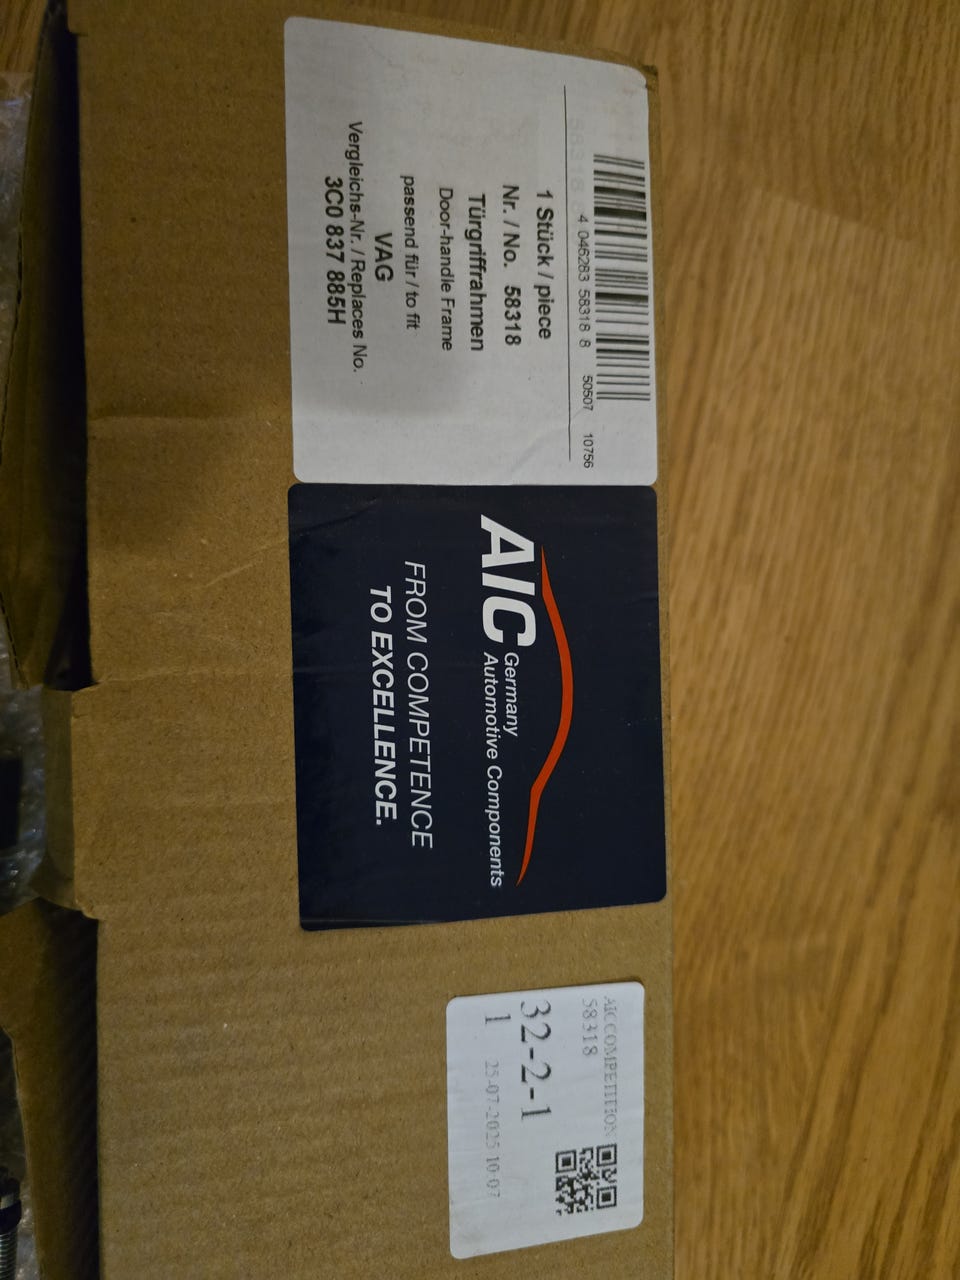 4 046283 58318 8 50507 10756
1 Stück / piece
Nr. / No. 58318
Türgriffrahmen
Door-handle Frame
passend für / to fit
VAG
Vergleichs-Nr. / Replaces No.
3C0 837 885H
AIC Germany
Automotive Components
FROM COMPETENCE
TO EXCELLENCE.
AICCOMPETITION
58318
32-2-1
1 25-07-2025 10:07